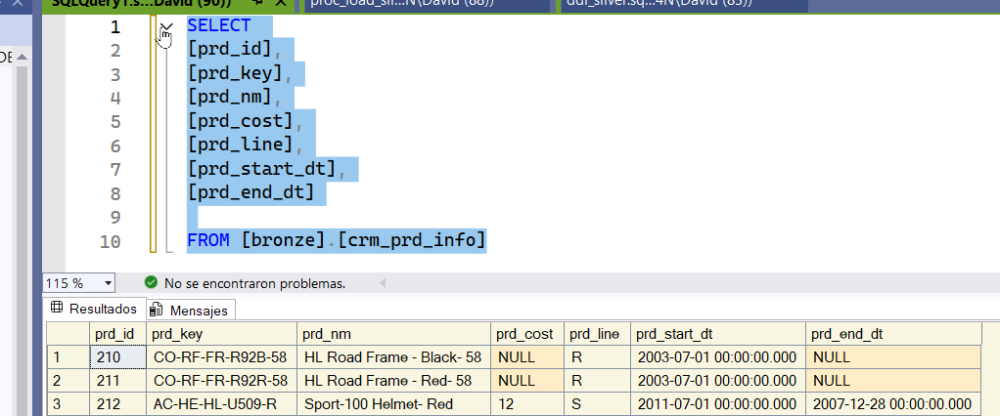 SQLQuery1.s...David (90))
proc_load_sil...N\David (88))
ddl_silver.sq...4N\David (85))
1 SELECT
2 [prd_id],
3 [prd_key],
4 [prd_nm],
5 [prd_cost],
6 [prd_line],
7 [prd_start_dt],
8 [prd_end_dt]
9
10 FROM [bronze].[crm_prd_info]
115 % No se encontraron problemas.
Resultados Mensajes
prd_id prd_key prd_nm prd_cost prd_line prd_start_dt prd_end_dt
1 210 CO-RF-FR-R92B-58 HL Road Frame - Black- 58 NULL R 2003-07-01 00:00:00.000 NULL
2 211 CO-RF-FR-R92R-58 HL Road Frame - Red- 58 NULL R 2003-07-01 00:00:00.000 NULL
3 212 AC-HE-HL-U509-R Sport-100 Helmet- Red 12 S 2011-07-01 00:00:00.000 2007-12-28 00:00:00.000